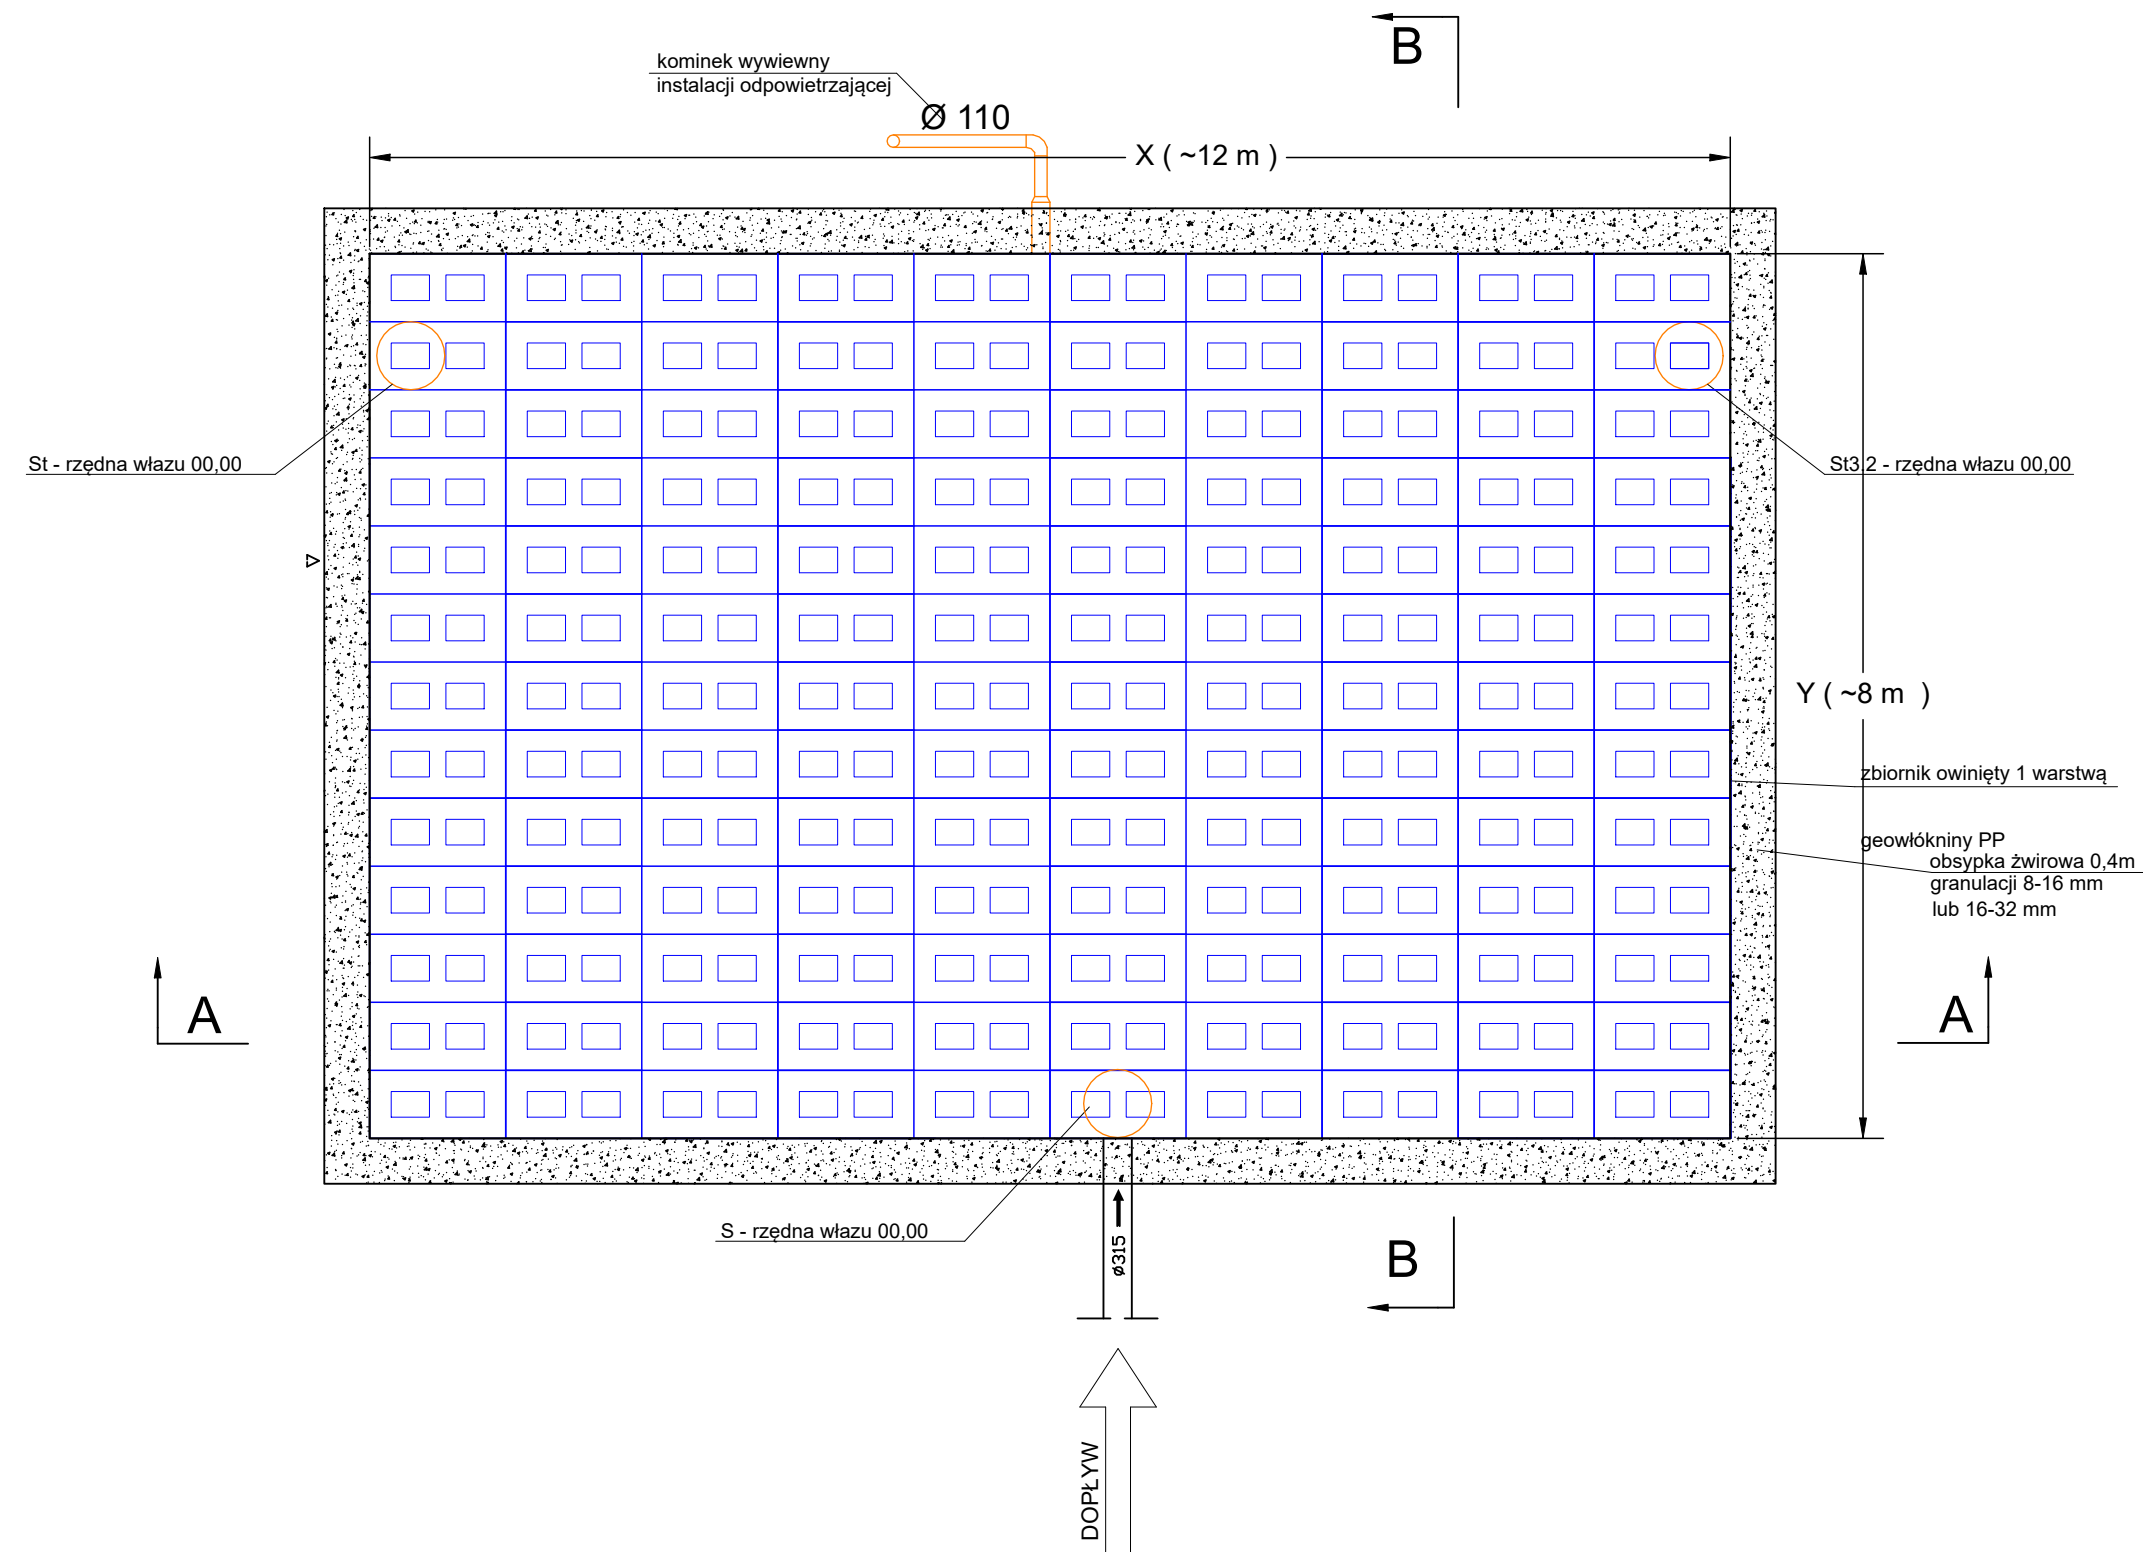 B
kominek wywiewny
instalacji odpowietrzającej
Ø 110
X ( ~12 m )
St - rzędna włazu 00,00
St3.2 - rzędna włazu 00,00
Y ( ~8 m )
zbiornik owinięty 1 warstwą
geowłókniny PP
obsypka żwirowa 0,4m
granulacji 8-16 mm
lub 16-32 mm
A
A
S - rzędna włazu 00,00
ø315
B
DOPŁYW